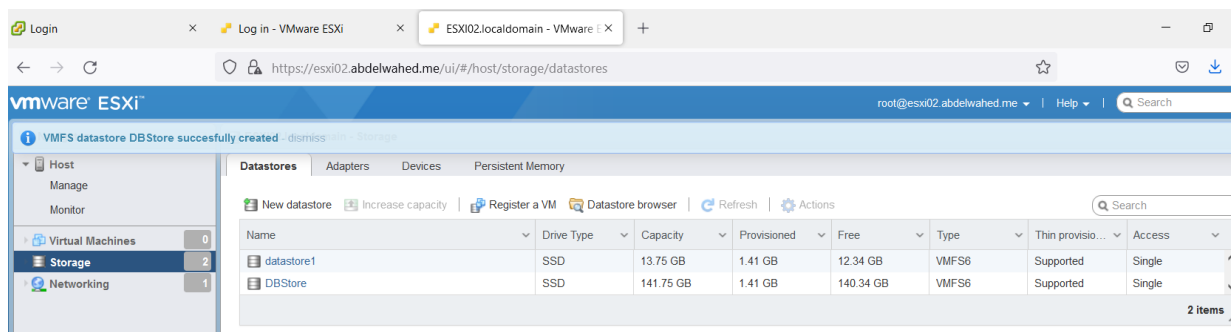 Login
Log in - VMware ESXi
ESXI02.localdomain - VMware E
https://esxi02.abdelwahed.me/ui/#/host/storage/datastores
vmware ESXi™
root@esxi02.abdelwahed.me | Help | Search
VMFS datastore DBStore succesfully created - dismiss
Host
Manage
Monitor
Virtual Machines 0
Storage 2
Networking 1
Datastores Adapters Devices Persistent Memory
New datastore Increase capacity | Register a VM Datastore browser | Refresh | Actions
Search
Name Drive Type Capacity Provisioned Free Type Thin provisio... Access
datastore1 SSD 13.75 GB 1.41 GB 12.34 GB VMFS6 Supported Single
DBStore SSD 141.75 GB 1.41 GB 140.34 GB VMFS6 Supported Single
2 items